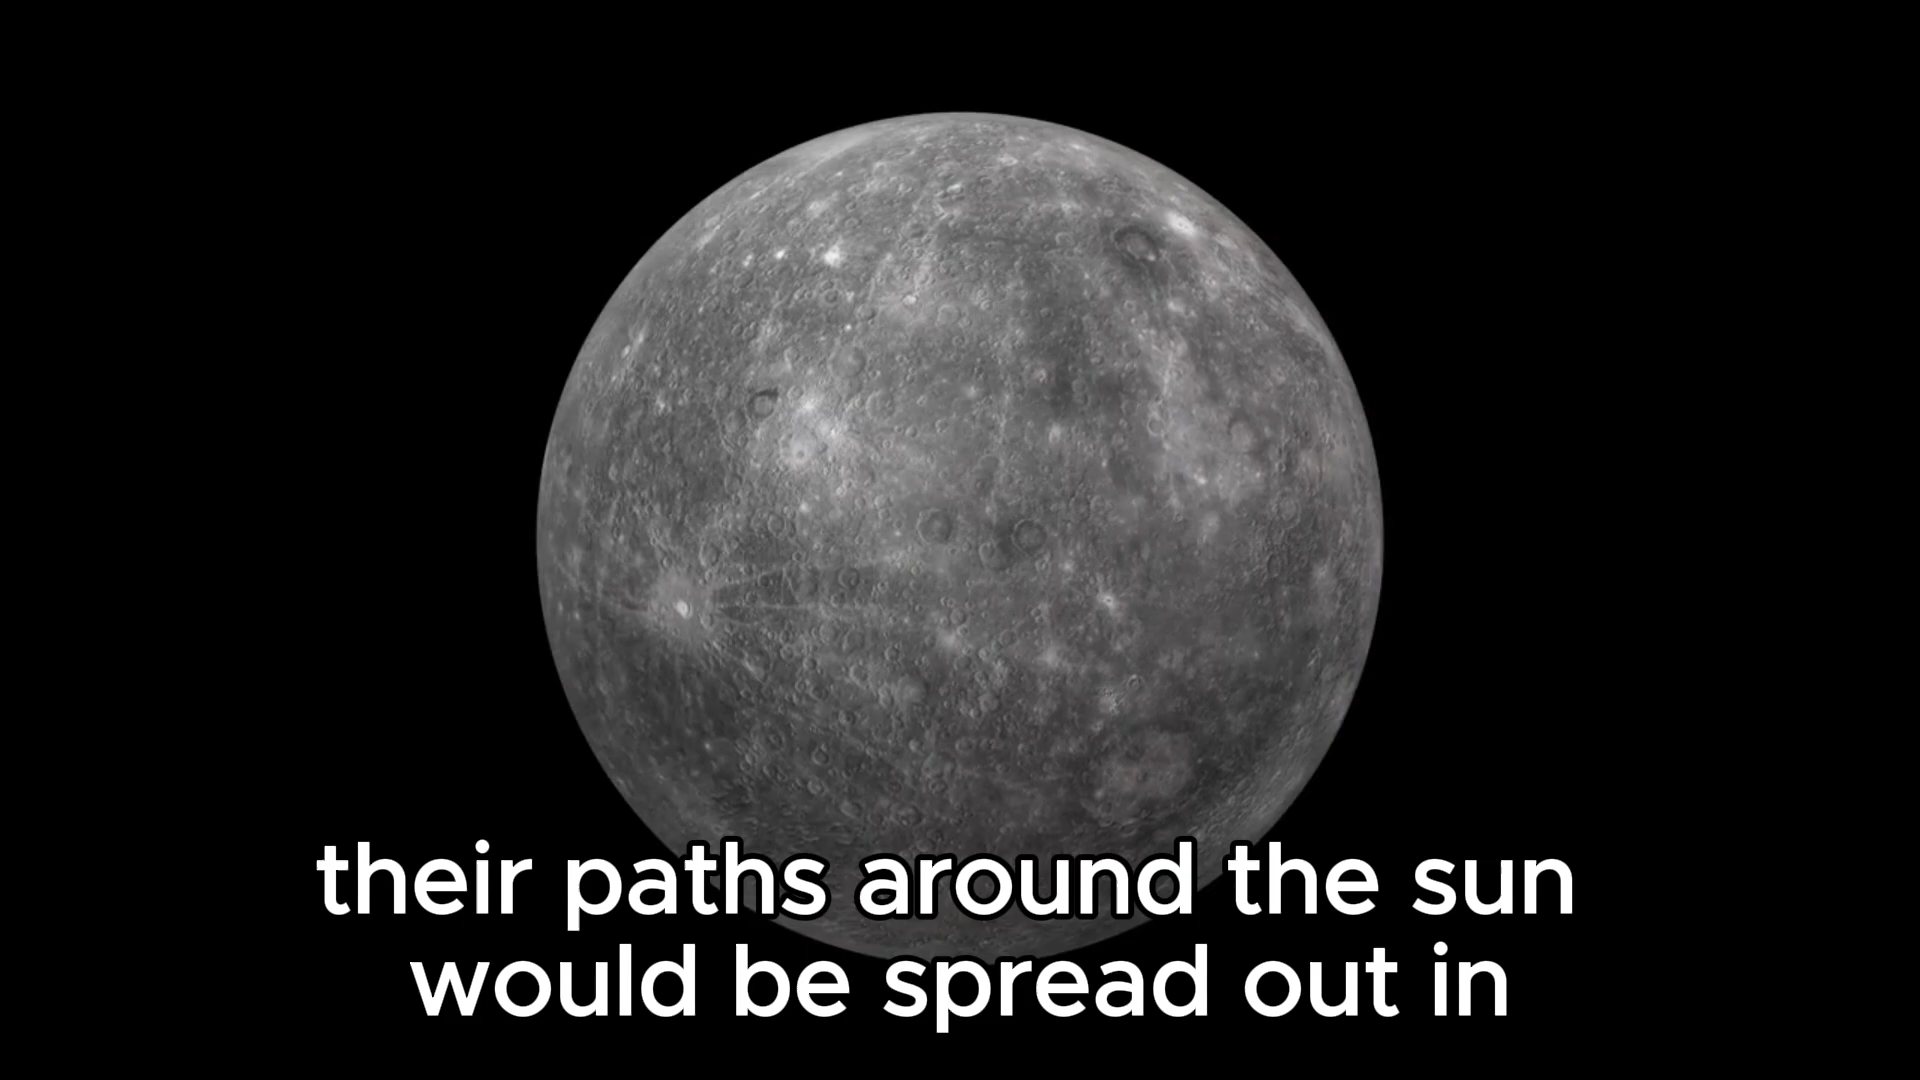 their paths around the sun
would be spread out in